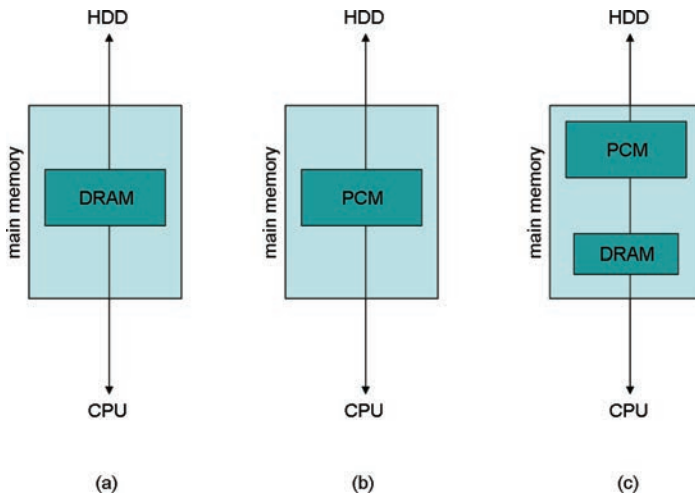 HDD
main memory
DRAM
CPU
(a)
HDD
main memory
PCM
CPU
(b)
HDD
main memory
PCM
DRAM
CPU
(c)